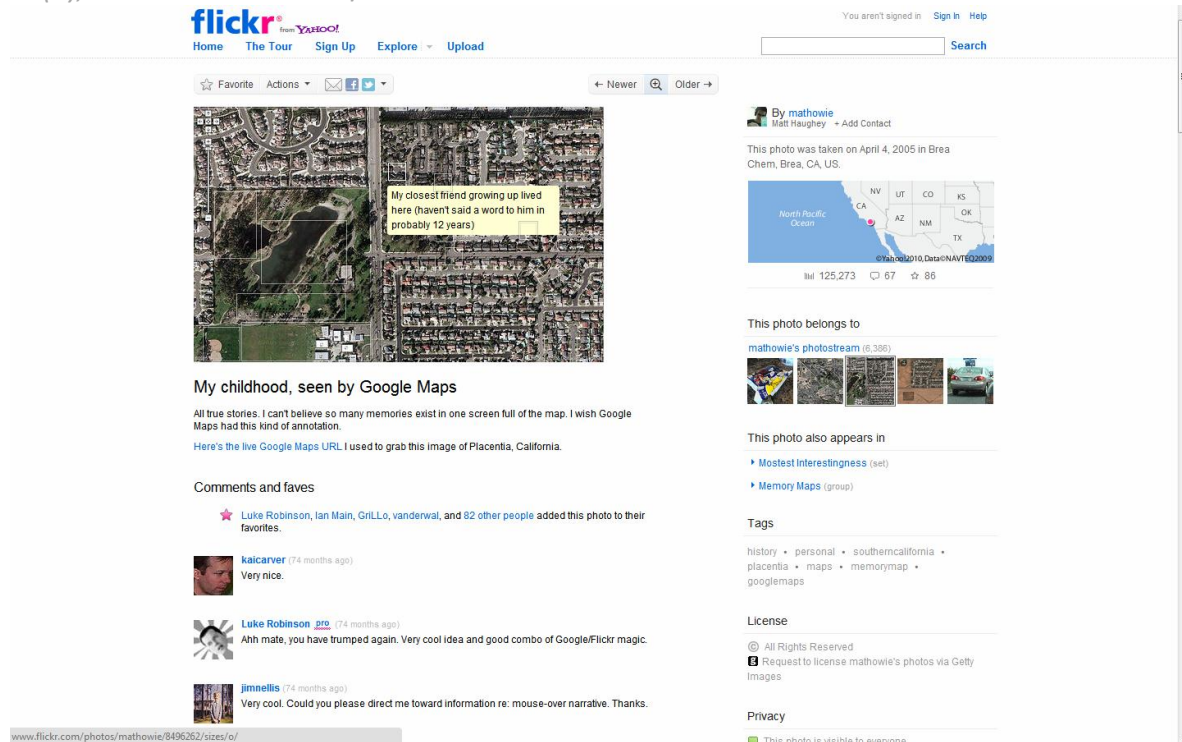 flickr from YAHOO!
You aren't signed in Sign In Help
Home The Tour Sign Up Explore Upload
Search
Favorite Actions
← Newer Older →
My closest friend growing up lived
here (haven't said a word to him in
probably 12 years)
My childhood, seen by Google Maps
All true stories. I can't believe so many memories exist in one screen full of the map. I wish Google
Maps had this kind of annotation.
Here's the live Google Maps URL I used to grab this image of Placentia, California.
Comments and faves
Luke Robinson, Ian Main, GriLLo, vanderwal, and 82 other people added this photo to their
favorites.
kaicarver (74 months ago)
Very nice.
Luke Robinson pro (74 months ago)
Ahh mate, you have trumped again. Very cool idea and good combo of Google/Flickr magic.
jimnellis (74 months ago)
Very cool. Could you please direct me toward information re: mouse-over narrative. Thanks.
www.flickr.com/photos/mathowie/8496262/sizes/o/
By mathowie
Matt Haughey + Add Contact
This photo was taken on April 4, 2005 in Brea
Chem, Brea, CA, US.
NV UT CO KS
CA
North Pacific
Ocean
AZ NM OK
TX
©Yahoo!2010,Data©NAVTEQ2009
125,273 67 86
This photo belongs to
mathowie's photostream (6,386)
This photo also appears in
Mostest Interestingness (set)
Memory Maps (group)
Tags
history • personal • southerncalifornia •
placentia • maps • memorymap •
googlemaps
License
© All Rights Reserved
Request to license mathowie's photos via Getty
Images
Privacy
This photo is visible to everyone